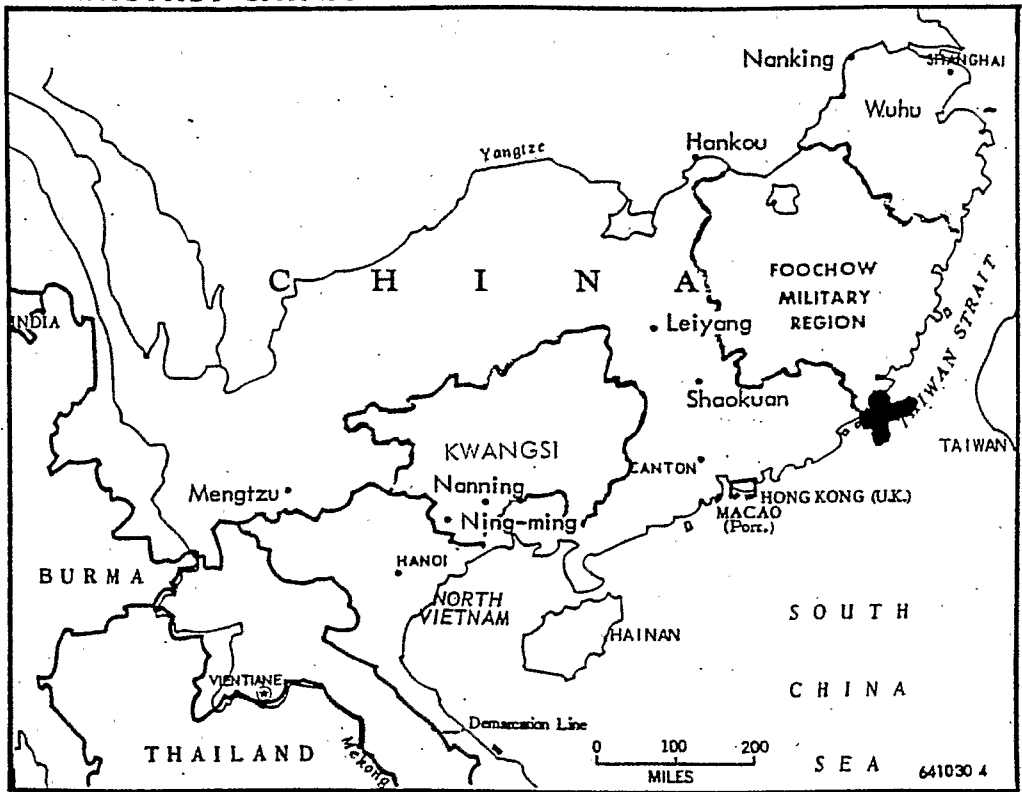 Nanking
SHANGHAI
Wuhu
Hankou
Yangtze
CHINA
FOOCHOW
MILITARY
REGION
INDIA
Leiyang
TAIWAN STRAIT
Shaokuan
TAIWAN
KWANGSI
CANTON
Nanning
Mengtzu
HONG KONG (U.K.)
MACAO
(Port.)
Ning-ming
HANOI
BURMA
NORTH
VIETNAM
SOUTH
HAINAN
VIENTIANE
CHINA
Demarcation Line
THAILAND
Mekong
0 100 200
MILES
SEA
641030 4